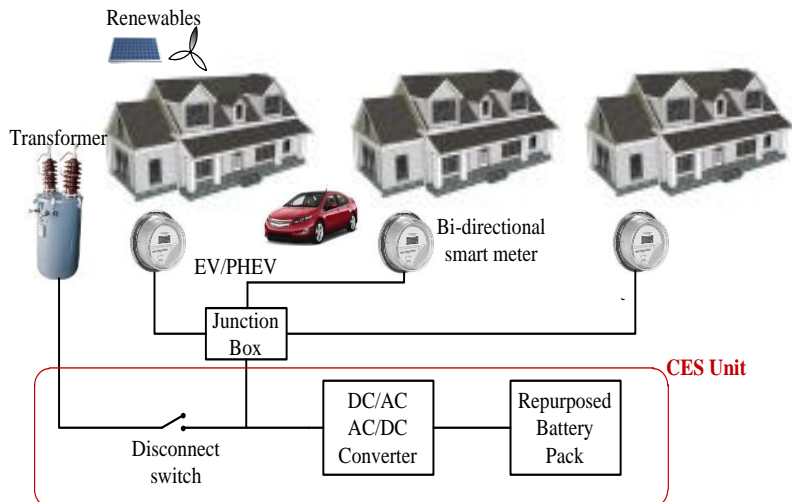 Renewables
Transformer
Bi-directional
smart meter
EV/PHEV
Junction
Box
CES Unit
DC/AC
AC/DC
Converter
Repurposed
Battery
Pack
Disconnect
switch